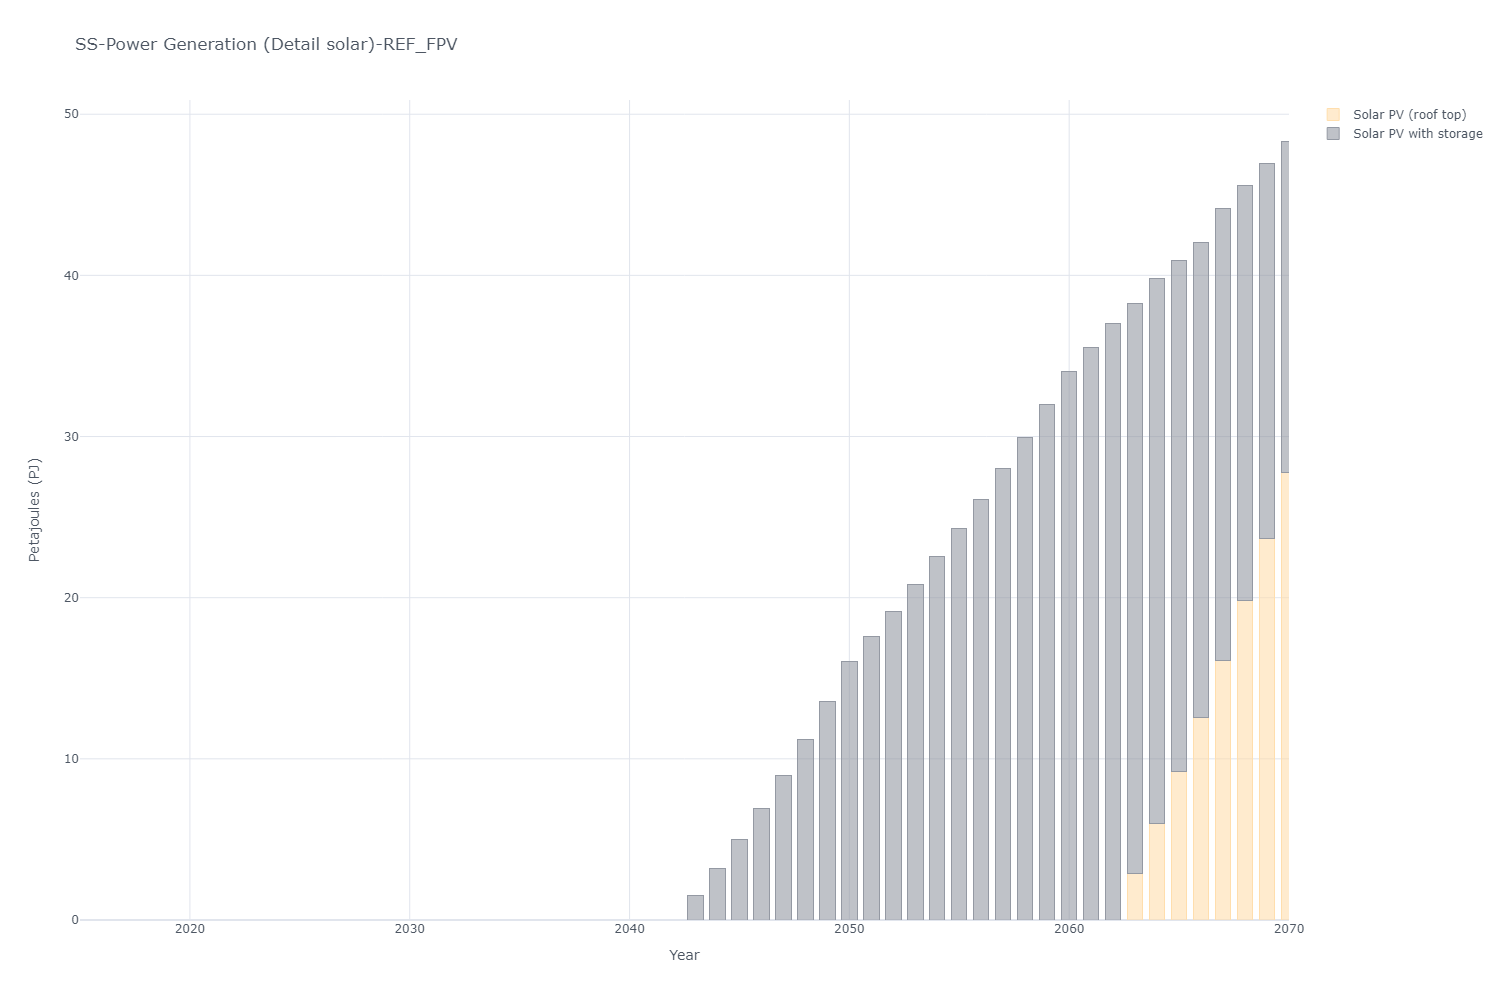 SS-Power Generation (Detail solar)-REF_FPV
Solar PV (roof top)
Solar PV with storage
50
40
30
20
10
0
Petajoules (PJ)
2020
2030
2040
2050
2060
2070
Year